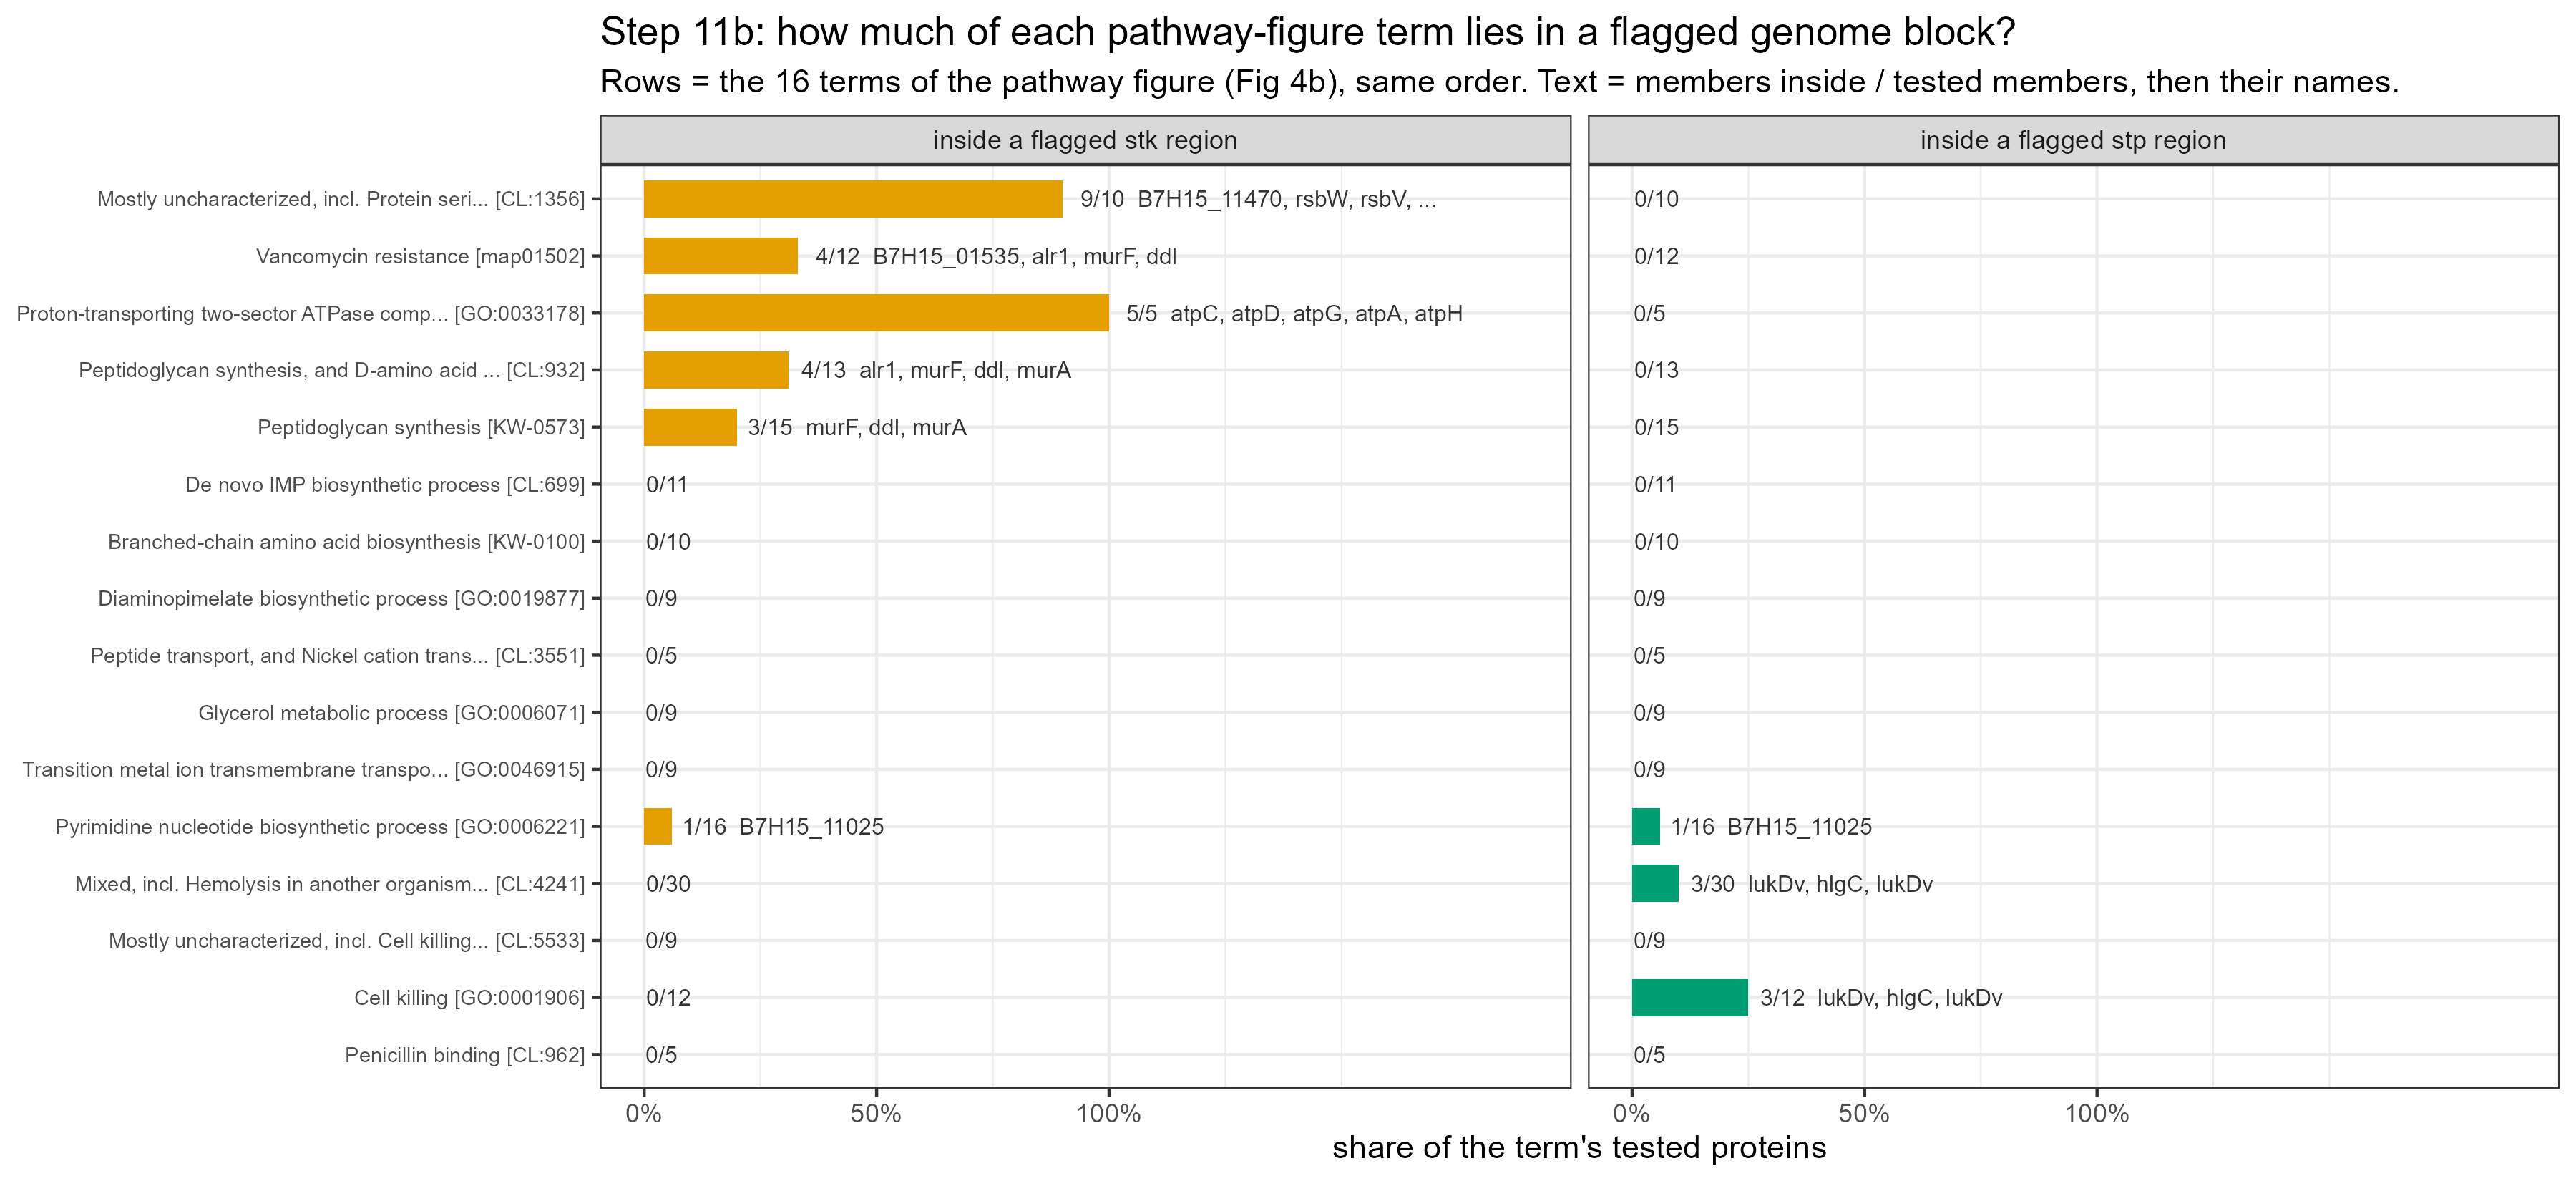 Step 11b: how much of each pathway-figure term lies in a flagged genome block?
Rows = the 16 terms of the pathway figure (Fig 4b), same order. Text = members inside / tested members, then their names.
inside a flagged stk region
inside a flagged stp region
Mostly uncharacterized, incl. Protein seri... [CL:1356]
9/10 B7H15_11470, rsbW, rsbV, ...
0/10
Vancomycin resistance [map01502]
4/12 B7H15_01535, alr1, murF, ddl
0/12
Proton-transporting two-sector ATPase comp... [GO:0033178]
5/5 atpC, atpD, atpG, atpA, atpH
0/5
Peptidoglycan synthesis, and D-amino acid ... [CL:932]
4/13 alr1, murF, ddl, murA
0/13
Peptidoglycan synthesis [KW-0573]
3/15 murF, ddl, murA
0/15
De novo IMP biosynthetic process [CL:699]
0/11
0/11
Branched-chain amino acid biosynthesis [KW-0100]
0/10
0/10
Diaminopimelate biosynthetic process [GO:0019877]
0/9
0/9
Peptide transport, and Nickel cation trans... [CL:3551]
0/5
0/5
Glycerol metabolic process [GO:0006071]
0/9
0/9
Transition metal ion transmembrane transpo... [GO:0046915]
0/9
0/9
Pyrimidine nucleotide biosynthetic process [GO:0006221]
1/16 B7H15_11025
1/16 B7H15_11025
Mixed, incl. Hemolysis in another organism... [CL:4241]
0/30
3/30 lukDv, hlgC, lukDv
Mostly uncharacterized, incl. Cell killing... [CL:5533]
0/9
0/9
Cell killing [GO:0001906]
0/12
3/12 lukDv, hlgC, lukDv
Penicillin binding [CL:962]
0/5
0/5
0% 50% 100%
0% 50% 100%
share of the term's tested proteins